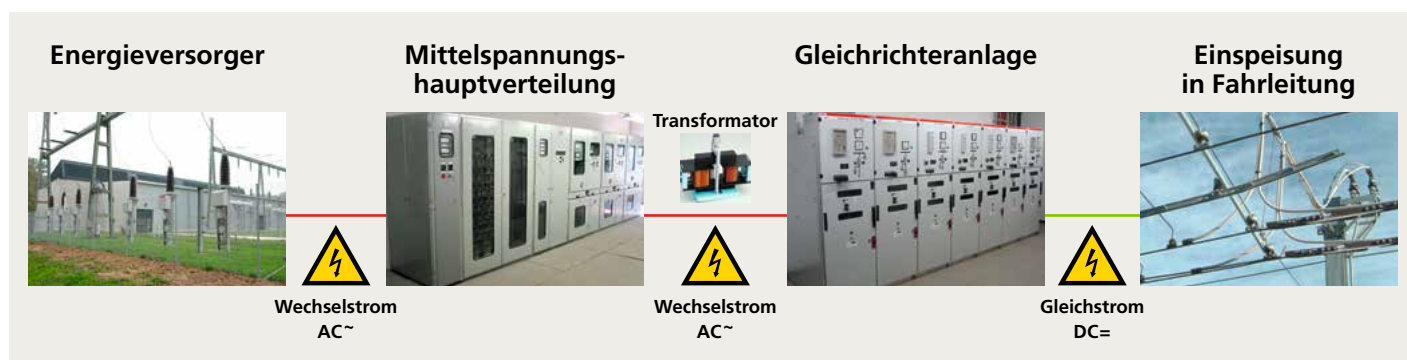 Energieversorger
Mittelspannungs-
hauptverteilung
Gleichrichteranlage
Einspeisung
in Fahrleitung
Transformator
Wechselstrom
AC~
Wechselstrom
AC~
Gleichstrom
DC=